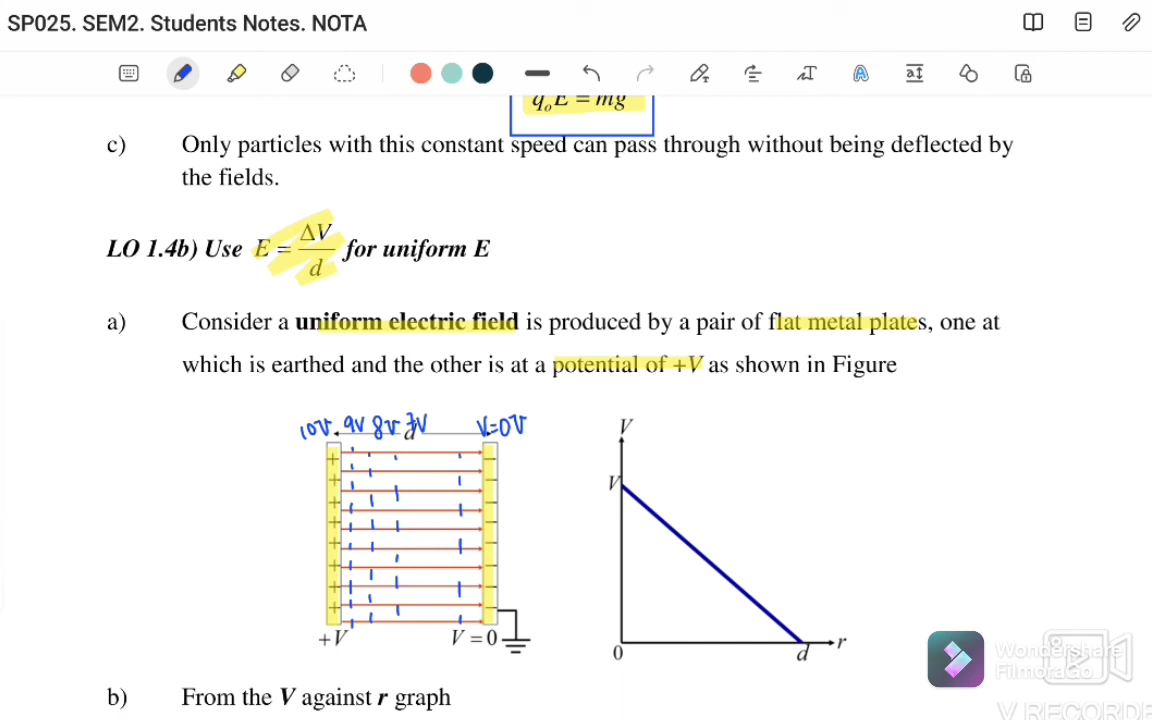 SP025. SEM2. Students Notes. NOTA
q₀E = mg
c) Only particles with this constant speed can pass through without being deflected by
the fields.
LO 1.4b) Use E = ΔV/d for uniform E
a) Consider a uniform electric field is produced by a pair of flat metal plates, one at
which is earthed and the other is at a potential of +V as shown in Figure
10V 9V 8V 7V V=0V
d
+V V = 0
V
V
0 d r
b) From the V against r graph
Wondershare
Filmora
V RECORDE